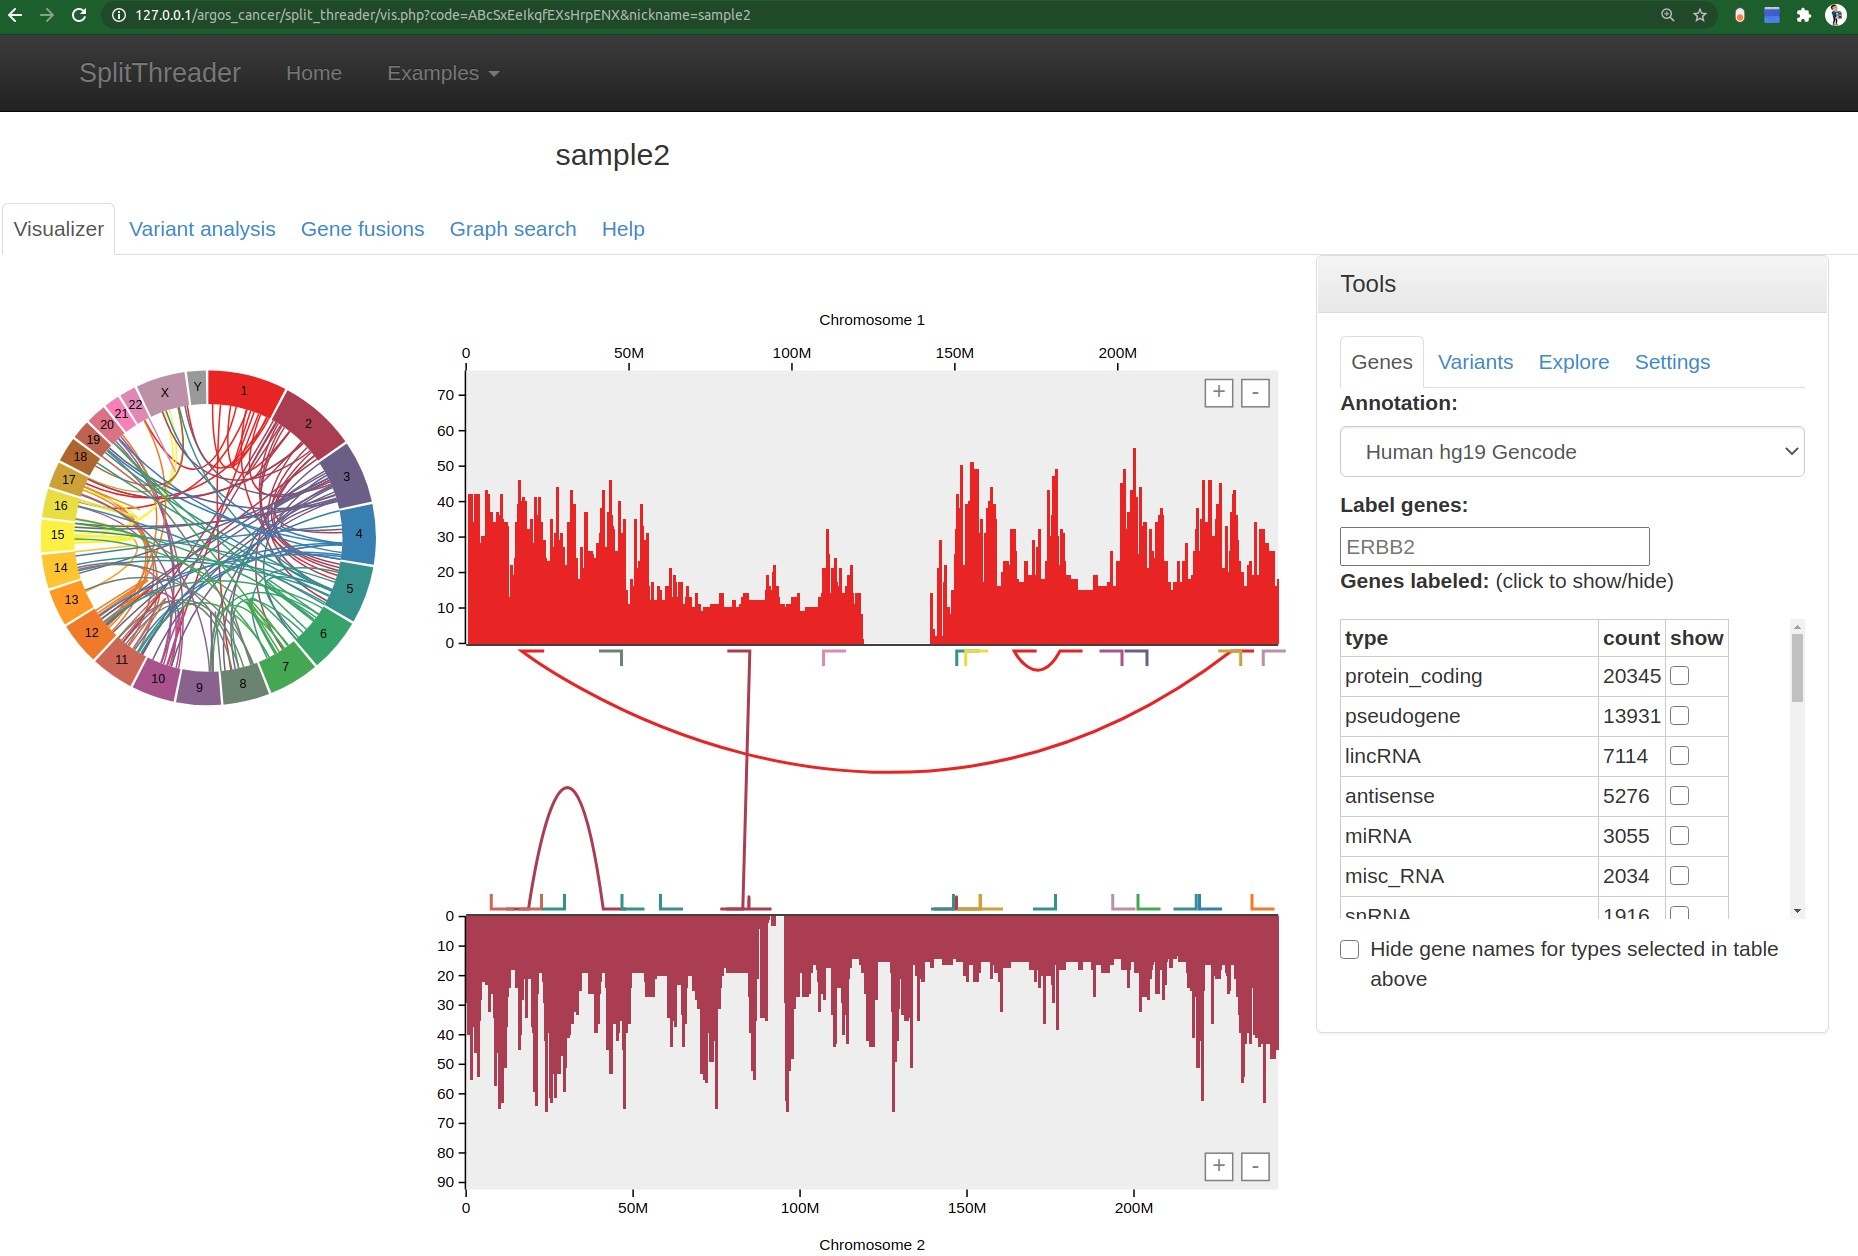 127.0.0.1/argos_cancer/split_threader/vis.php?code=ABcSxEeIkqfEXsHrpENX&nickname=sample2
SplitThreader Home Examples
sample2
Visualizer Variant analysis Gene fusions Graph search Help
Tools
Genes Variants Explore Settings
Annotation:
Human hg19 Gencode
Label genes:
ERBB2
Genes labeled: (click to show/hide)
type count show
protein_coding 20345
pseudogene 13931
lincRNA 7114
antisense 5276
miRNA 3055
misc_RNA 2034
snRNA 1916
Hide gene names for types selected in table
above
Chromosome 1
0 50M 100M 150M 200M
70
60
50
40
30
20
10
0
+ -
0
10
20
30
40
50
60
70
80
90
+ -
0 50M 100M 150M 200M
Chromosome 2
1
2
3
4
5
6
7
8
9
10
11
12
13
14
15
16
17
18
19
20
21
22
X
Y